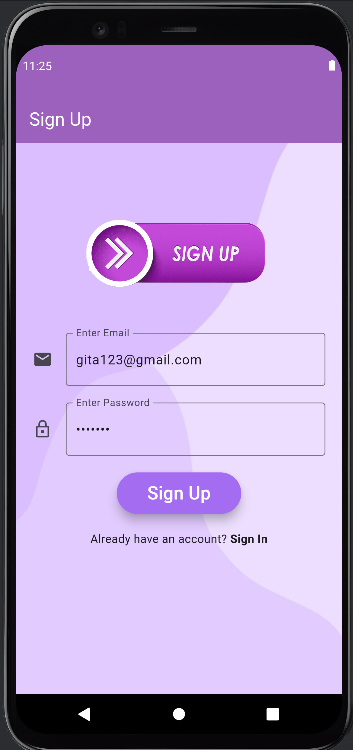 11:25
Sign Up
SIGN UP
Enter Email
gita123@gmail.com
Enter Password
•••••••
Sign Up
Already have an account? Sign In